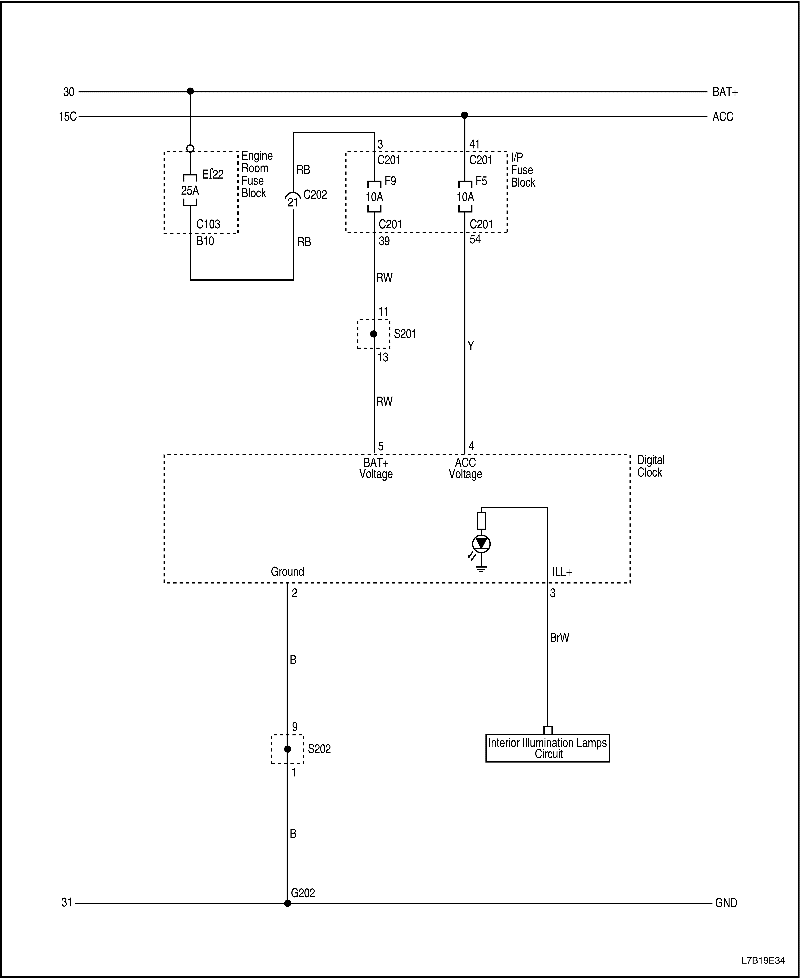 30 BAT+
15C ACC
3 41
Engine
Room
Fuse
Block
C201 C201
I/P
Fuse
Block
Ef22
25A
RB
F9
10A
F5
10A
21 C202
C103
B10
C201 C201
39 54
RB
RW
11
S201
13
Y
RW
5 4
BAT+
Voltage
ACC
Voltage
Digital
Clock
Ground ILL+
2 3
BrW
B
9
S202
1
Interior Illumination Lamps
Circuit
B
G202
31 GND
L7B19E34